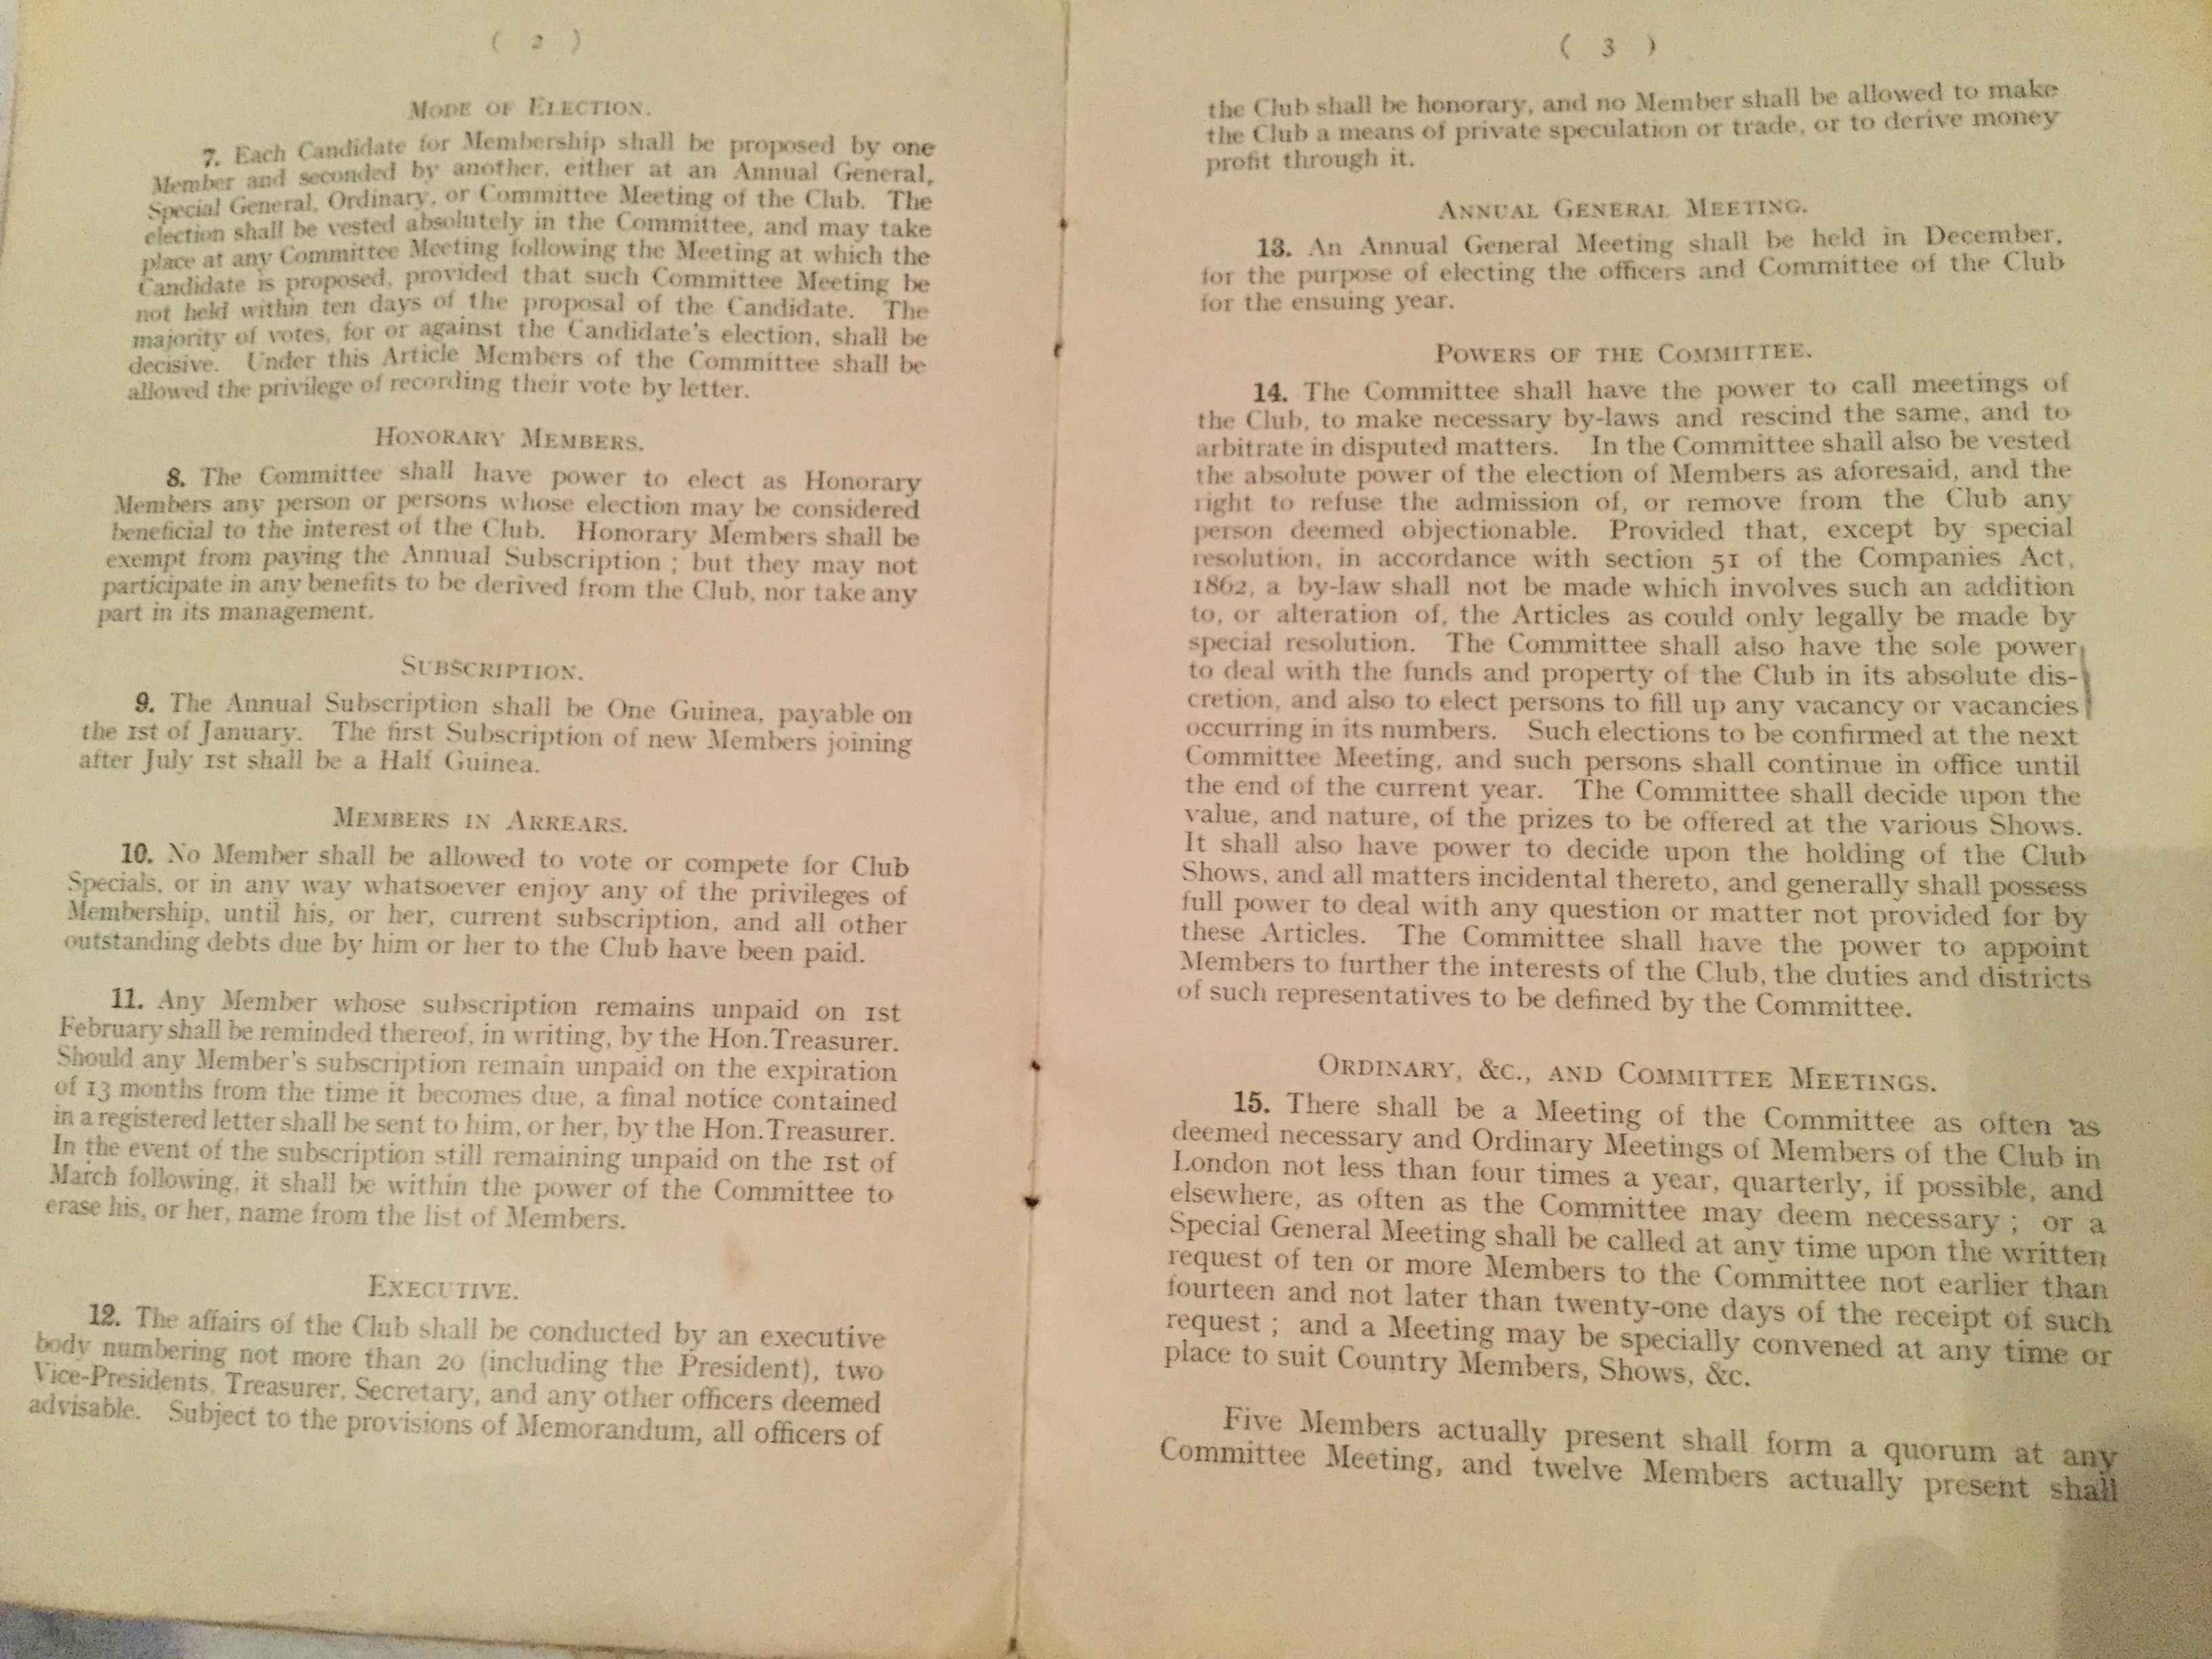 ( 2 )
MODE OF ELECTION.
7. Each Candidate for Membership shall be proposed by one
Member and seconded by another, either at an Annual General,
Special General, Ordinary, or Committee Meeting of the Club. The
election shall be vested absolutely in the Committee, and may take
place at any Committee Meeting following the Meeting at which the
Candidate is proposed, provided that such Committee Meeting be
not held within ten days of the proposal of the Candidate. The
majority of votes, for or against the Candidate's election, shall be
decisive. Under this Article Members of the Committee shall be
allowed the privilege of recording their vote by letter.
HONORARY MEMBERS.
8. The Committee shall have power to elect as Honorary
Members any person or persons whose election may be considered
beneficial to the interest of the Club. Honorary Members shall be
exempt from paying the Annual Subscription ; but they may not
participate in any benefits to be derived from the Club, nor take any
part in its management.
SUBSCRIPTION.
9. The Annual Subscription shall be One Guinea, payable on
the 1st of January. The first Subscription of new Members joining
after July 1st shall be a Half Guinea.
MEMBERS IN ARREARS.
10. No Member shall be allowed to vote or compete for Club
Specials, or in any way whatsoever enjoy any of the privileges of
Membership, until his, or her, current subscription, and all other
outstanding debts due by him or her to the Club have been paid.
11. Any Member whose subscription remains unpaid on 1st
February shall be reminded thereof, in writing, by the Hon. Treasurer.
Should any Member's subscription remain unpaid on the expiration
of 13 months from the time it becomes due, a final notice contained
in a registered letter shall be sent to him, or her, by the Hon. Treasurer.
In the event of the subscription still remaining unpaid on the 1st of
March following, it shall be within the power of the Committee to
erase his, or her, name from the list of Members.
EXECUTIVE.
12. The affairs of the Club shall be conducted by an executive
body numbering not more than 20 (including the President), two
Vice-Presidents, Treasurer, Secretary, and any other officers deemed
advisable. Subject to the provisions of Memorandum, all officers of
( 3 )
the Club shall be honorary, and no Member shall be allowed to make
the Club a means of private speculation or trade, or to derive money
profit through it.
ANNUAL GENERAL MEETING.
13. An Annual General Meeting shall be held in December,
for the purpose of electing the officers and Committee of the Club
for the ensuing year.
POWERS OF THE COMMITTEE.
14. The Committee shall have the power to call meetings of
the Club, to make necessary by-laws and rescind the same, and to
arbitrate in disputed matters. In the Committee shall also be vested
the absolute power of the election of Members as aforesaid, and the
right to refuse the admission of, or remove from the Club any
person deemed objectionable. Provided that, except by special
resolution, in accordance with section 51 of the Companies Act,
1862, a by-law shall not be made which involves such an addition
to, or alteration of, the Articles as could only legally be made by
special resolution. The Committee shall also have the sole power
to deal with the funds and property of the Club in its absolute dis-
cretion, and also to elect persons to fill up any vacancy or vacancies
occurring in its numbers. Such elections to be confirmed at the next
Committee Meeting, and such persons shall continue in office until
the end of the current year. The Committee shall decide upon the
value, and nature, of the prizes to be offered at the various Shows.
It shall also have power to decide upon the holding of the Club
Shows, and all matters incidental thereto, and generally shall possess
full power to deal with any question or matter not provided for by
these Articles. The Committee shall have the power to appoint
Members to further the interests of the Club, the duties and districts
of such representatives to be defined by the Committee.
ORDINARY, &C., AND COMMITTEE MEETINGS.
15. There shall be a Meeting of the Committee as often as
deemed necessary and Ordinary Meetings of Members of the Club in
London not less than four times a year, quarterly, if possible, and
elsewhere, as often as the Committee may deem necessary ; or a
Special General Meeting shall be called at any time upon the written
request of ten or more Members to the Committee not earlier than
fourteen and not later than twenty-one days of the receipt of such
request ; and a Meeting may be specially convened at any time or
place to suit Country Members, Shows, &c.
Five Members actually present shall form a quorum at any
Committee Meeting, and twelve Members actually present shall